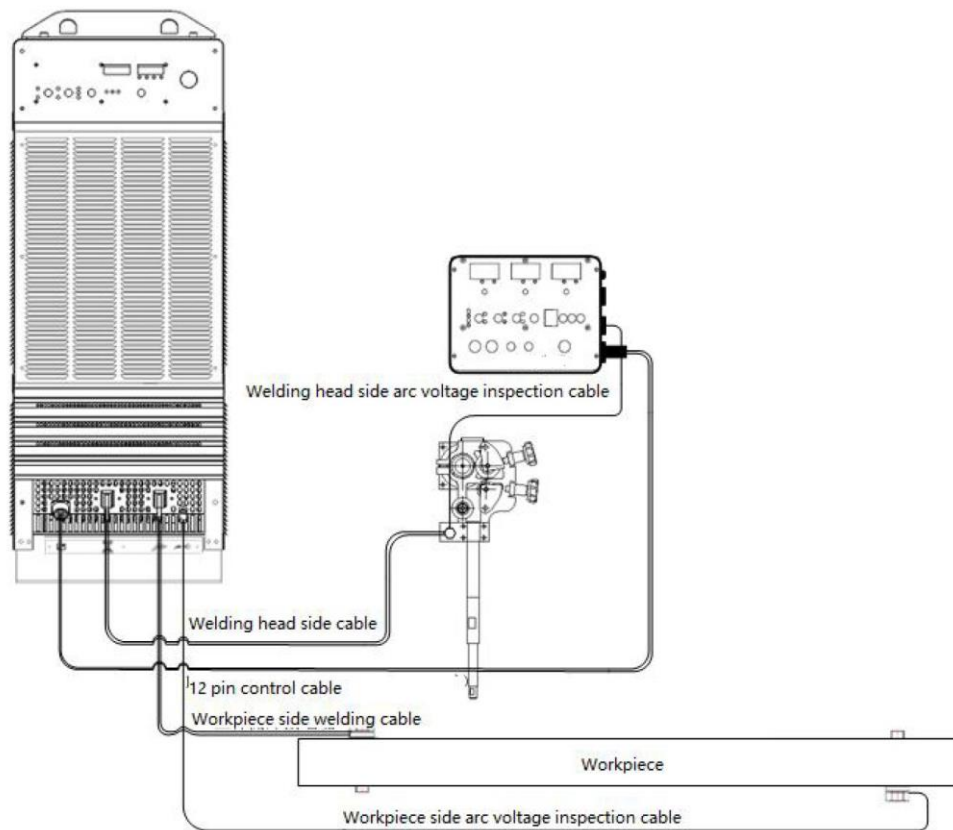 Welding head side arc voltage inspection cable
Welding head side cable
12 pin control cable
Workpiece side welding cable
Workpiece
Workpiece side arc voltage inspection cable